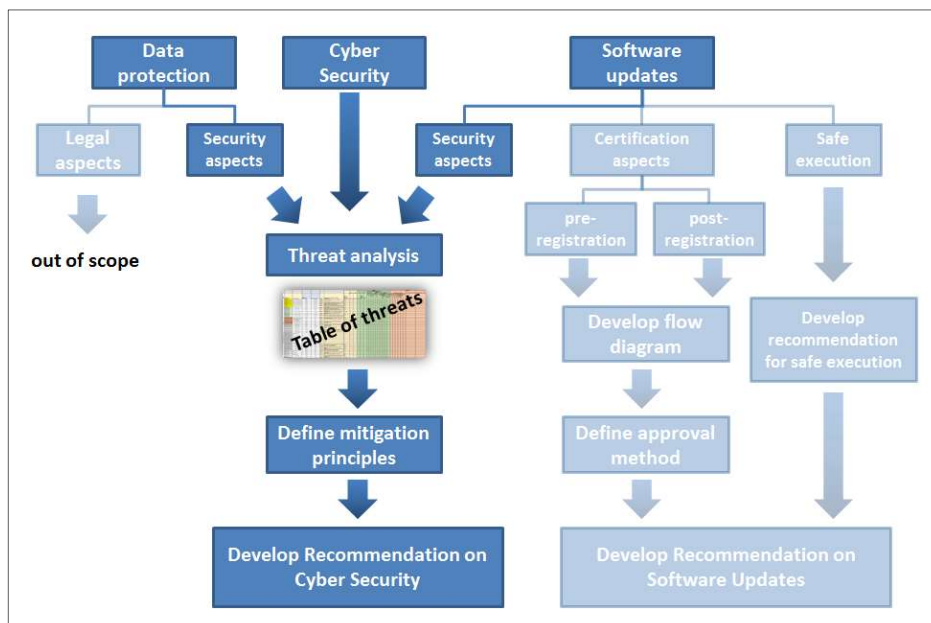 Data
protection
Cyber
Security
Software
updates
Legal
aspects
Security
aspects
Security
aspects
Certification
aspects
Safe
execution
pre-
registration
post-
registration
out of scope
Threat analysis
Table of threats
Develop flow
diagram
Develop
recommendation
for safe execution
Define mitigation
principles
Define approval
method
Develop Recommendation on
Cyber Security
Develop Recommendation on
Software Updates